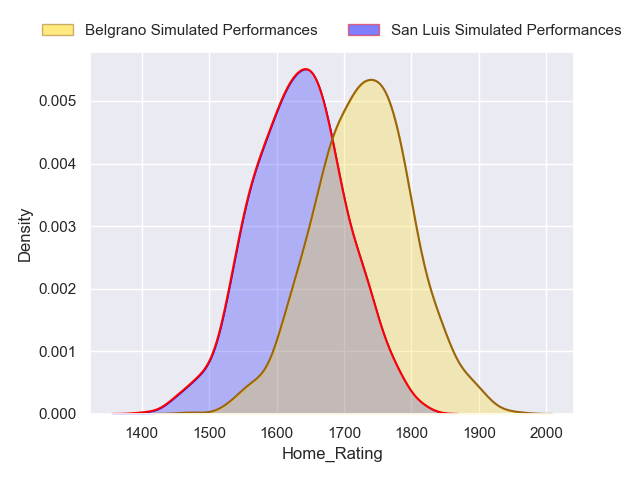 Belgrano Simulated Performances San Luis Simulated Performances
0.005
0.004
0.003
0.002
0.001
0.000
Density
1400 1500 1600 1700 1800 1900 2000
Home_Rating